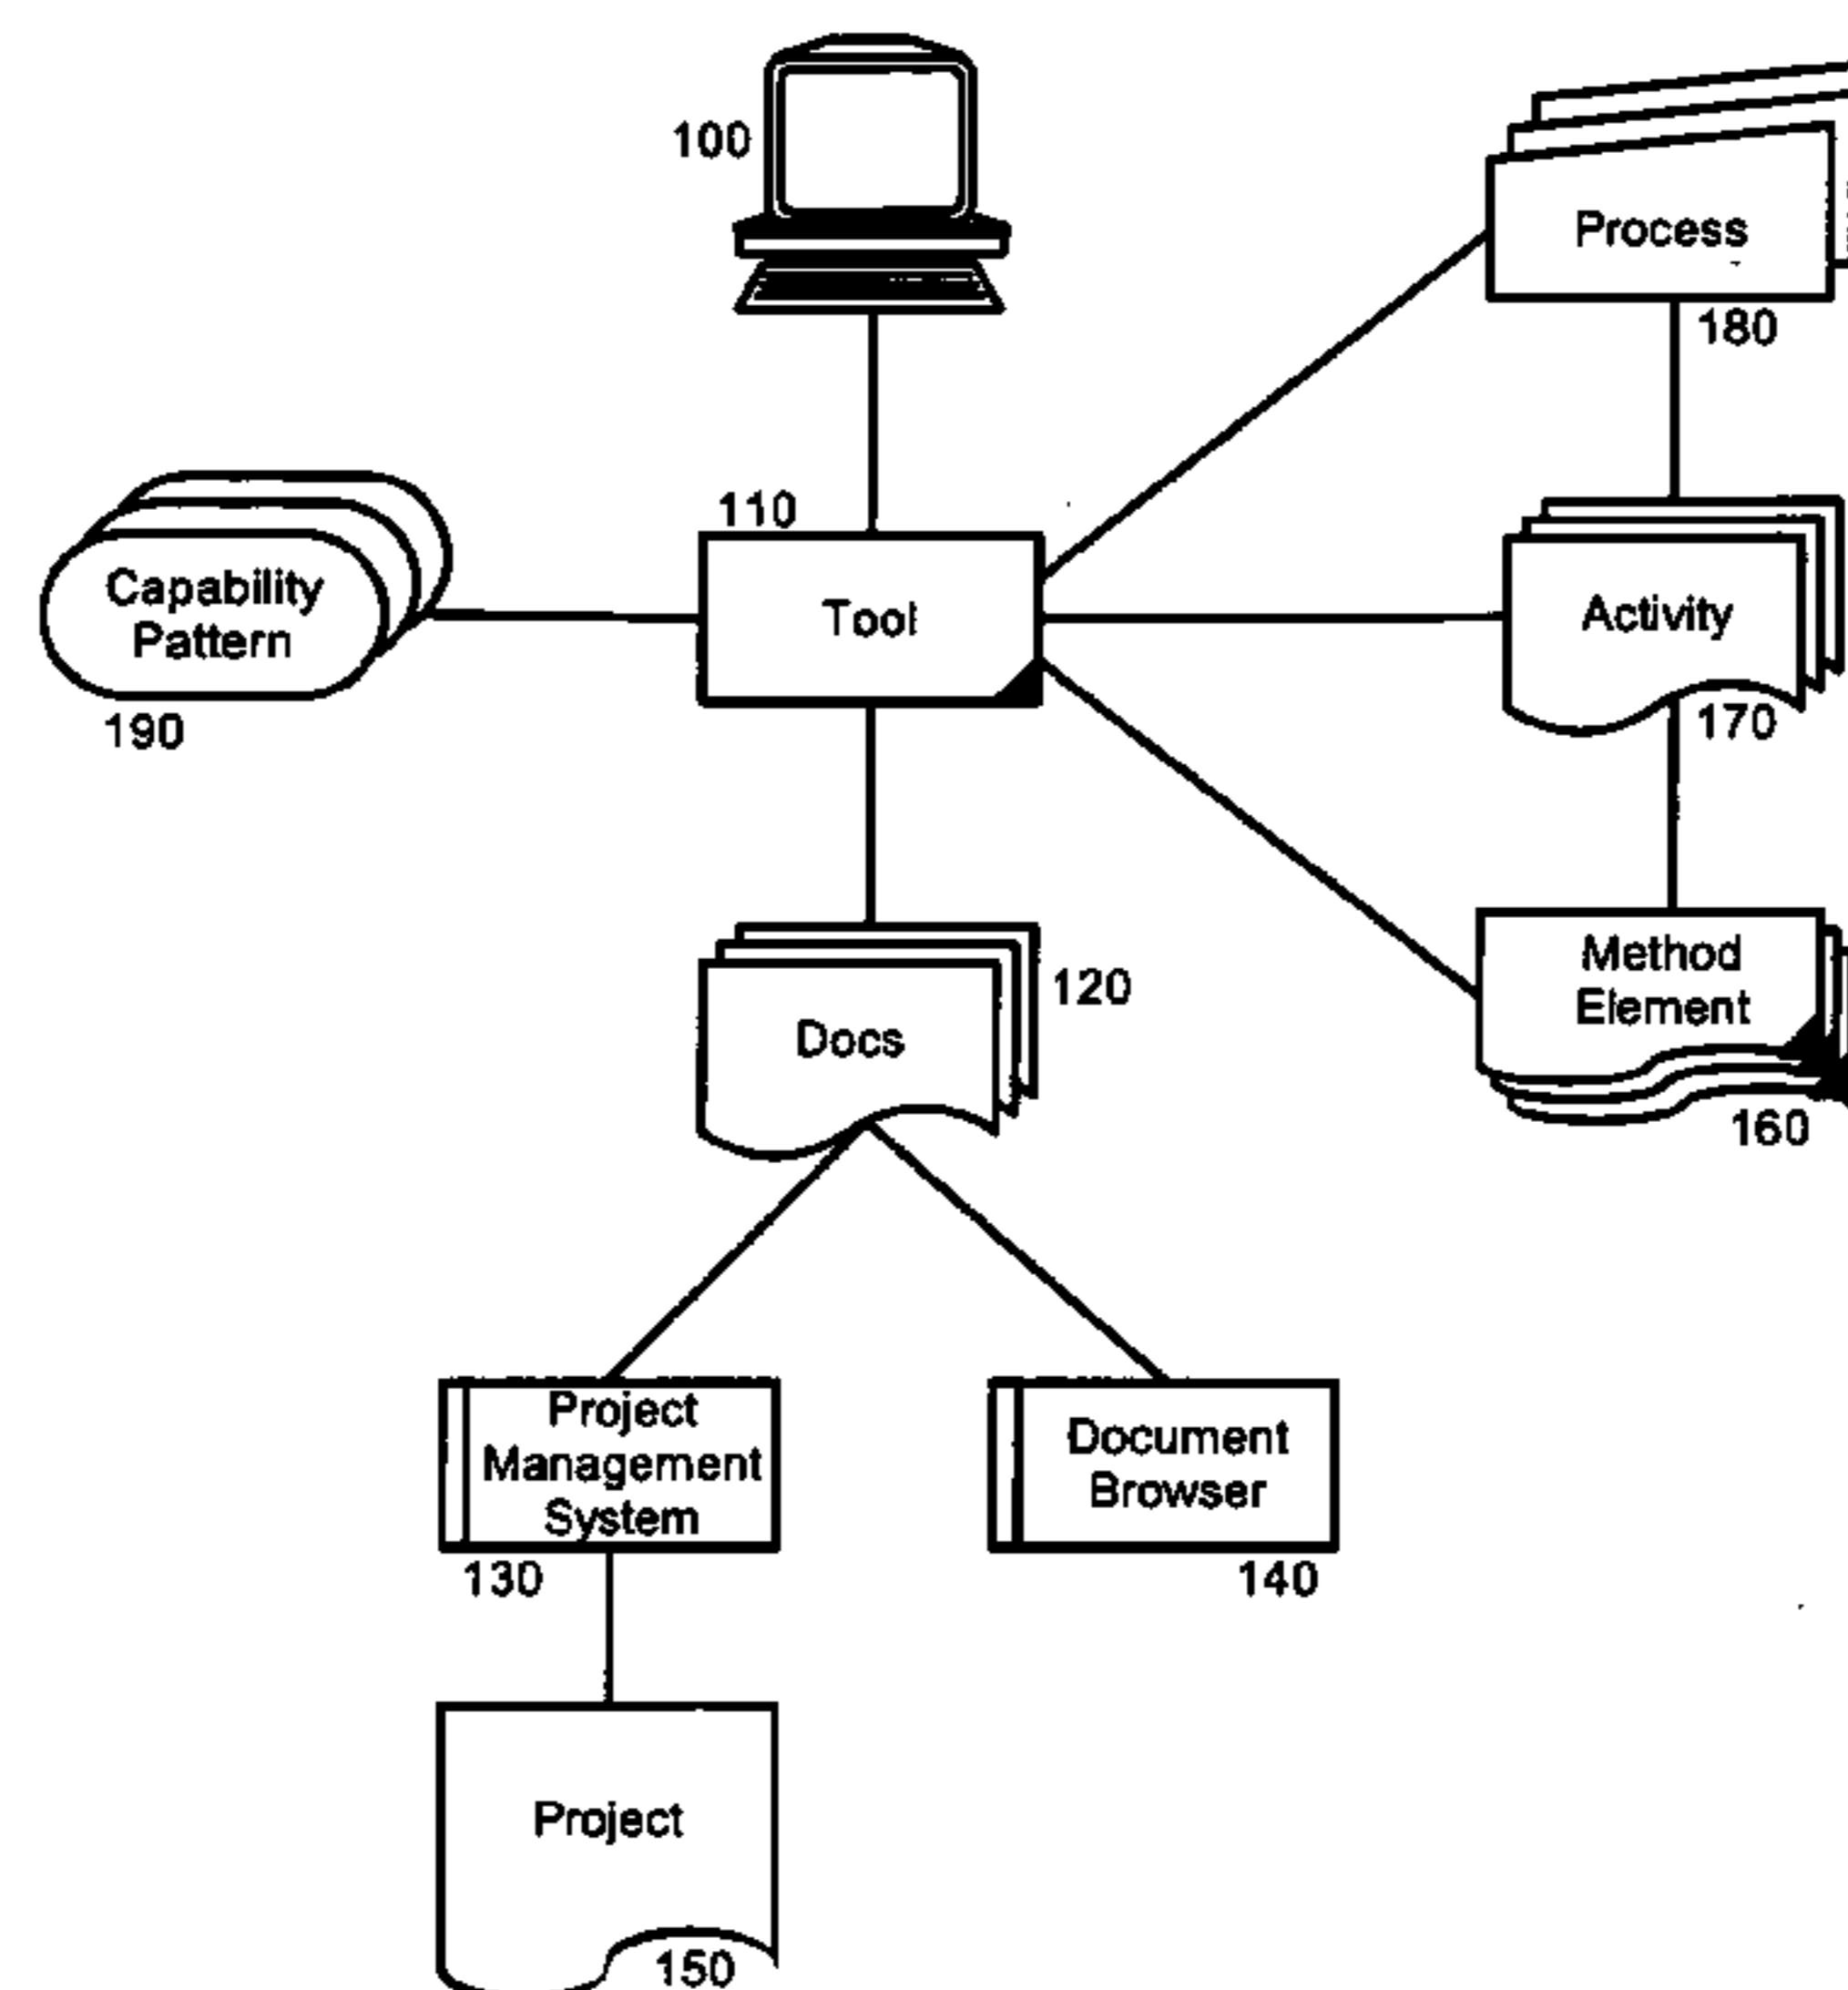 100
Process
180
110
Capability
Pattern
190
Tool
Activity
170
Docs
120
Method
Element
160
Project
Management
System
130
Document
Browser
140
Project
150